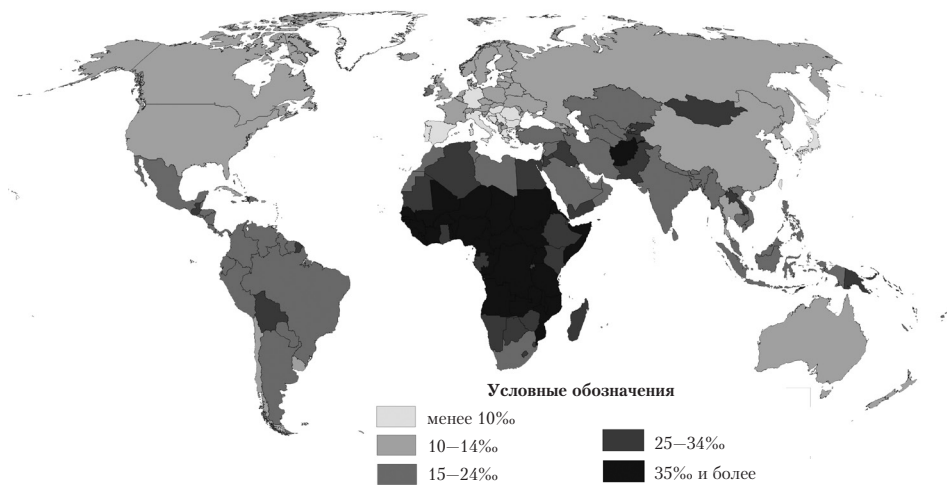 Условные обозначения
менее 10‰
10—14‰
15—24‰
25—34‰
35‰ и более